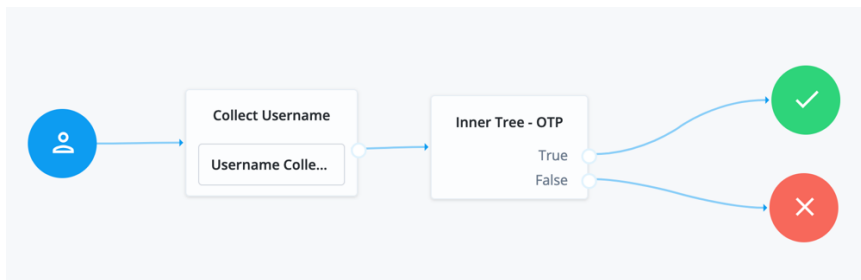 Collect Username
Username Colle...
Inner Tree - OTP
True
False